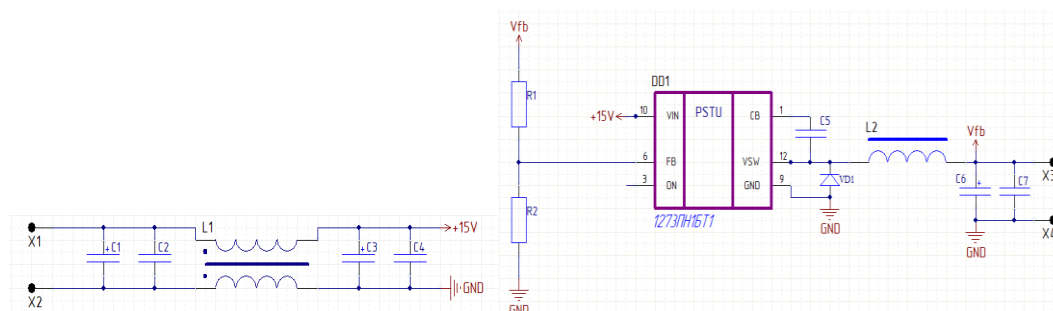 X1
X2
C1
C2
L1
C3
C4
+15V
GND
Vfb
R1
R2
GND
DD1
+15V
10
VIN
PSTU
CB
1
6
FB
VSW
12
3
ON
GND
9
1273ПН1БТ1
C5
VD1
GND
L2
Vfb
C6
C7
GND
X3
X4